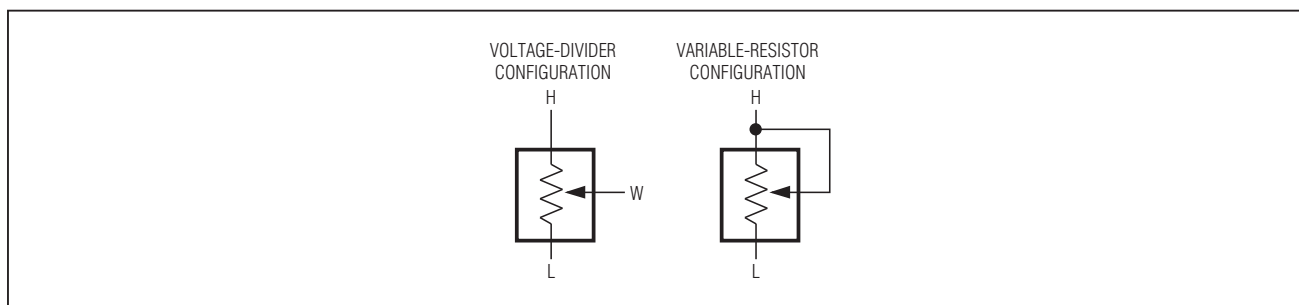 VOLTAGE-DIVIDER
CONFIGURATION
H
W
L
VARIABLE-RESISTOR
CONFIGURATION
H
L